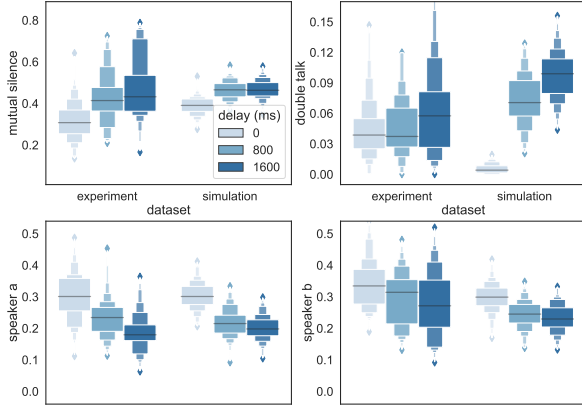 mutual silence
0.8
0.6
0.4
0.2
delay (ms)
0
800
1600
experiment
simulation
dataset
double talk
0.15
0.12
0.09
0.06
0.03
0.00
experiment
simulation
dataset
speaker a
0.5
0.4
0.3
0.2
0.1
0.0
speaker b
0.5
0.4
0.3
0.2
0.1
0.0